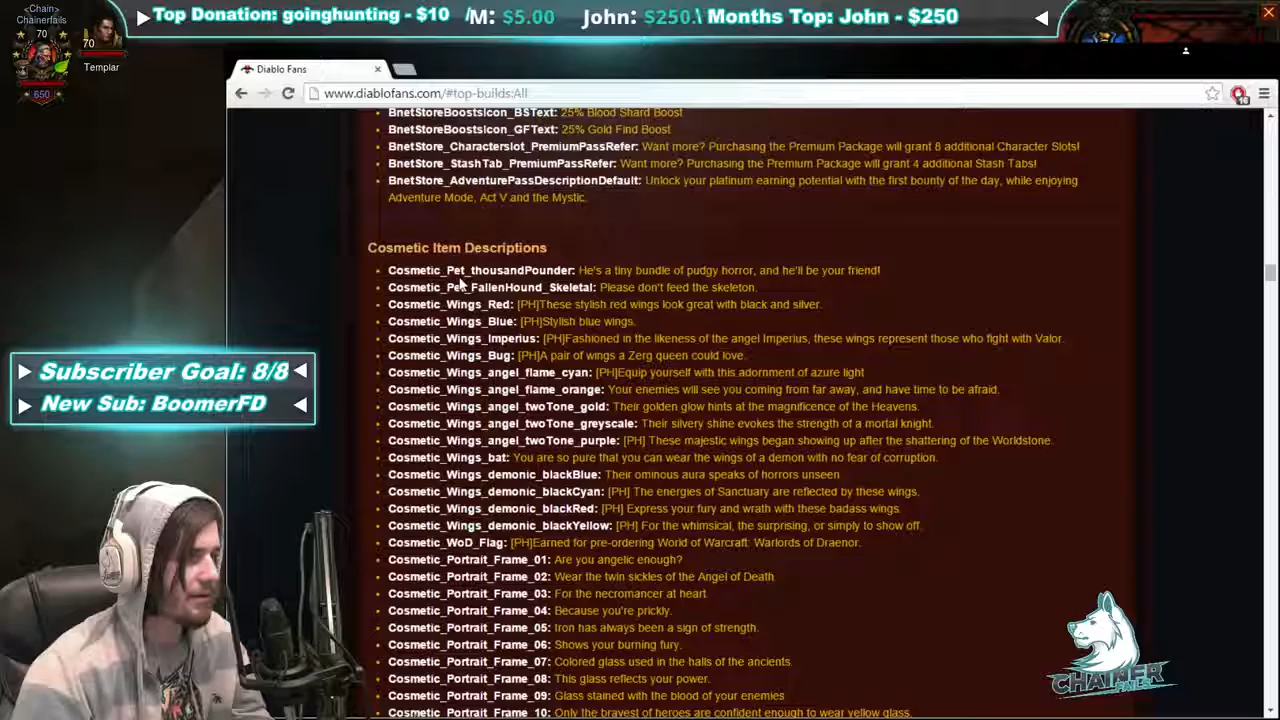 Top Donation: goinghunting - $10 M: $5.00 John: $250.\ Months Top: John - $250
<Chain>
Chainerfails
70
70
Templar
650
Diablo Fans
www.diablofans.com/#top-builds:All
BnetStoreBoostsIcon_BSText: 25% Blood Shard Boost
BnetStoreBoostsIcon_GFText: 25% Gold Find Boost
BnetStore_Characterslot_PremiumPassRefer: Want more? Purchasing the Premium Package will grant 8 additional Character Slots!
BnetStore_StashTab_PremiumPassRefer: Want more? Purchasing the Premium Package will grant 4 additional Stash Tabs!
BnetStore_AdventurePassDescriptionDefault: Unlock your platinum earning potential with the first bounty of the day, while enjoying
Adventure Mode, Act V and the Mystic.
Cosmetic Item Descriptions
Cosmetic_Pet_thousandPounder: He's a tiny bundle of pudgy horror, and he'll be your friend!
Cosmetic_Pet_FallenHound_Skeletal: Please don't feed the skeleton.
Cosmetic_Wings_Red: [PH]These stylish red wings look great with black and silver.
Cosmetic_Wings_Blue: [PH]Stylish blue wings.
Cosmetic_Wings_Imperius: [PH]Fashioned in the likeness of the angel Imperius, these wings represent those who fight with Valor.
Cosmetic_Wings_Bug: [PH]A pair of wings a Zerg queen could love.
Cosmetic_Wings_angel_flame_cyan: [PH]Equip yourself with this adornment of azure light
Cosmetic_Wings_angel_flame_orange: Your enemies will see you coming from far away, and have time to be afraid.
Cosmetic_Wings_angel_twoTone_gold: Their golden glow hints at the magnificence of the Heavens.
Cosmetic_Wings_angel_twoTone_greyscale: Their silvery shine evokes the strength of a mortal knight.
Cosmetic_Wings_angel_twoTone_purple: [PH] These majestic wings began showing up after the shattering of the Worldstone.
Cosmetic_Wings_bat: You are so pure that you can wear the wings of a demon with no fear of corruption.
Cosmetic_Wings_demonic_blackBlue: Their ominous aura speaks of horrors unseen
Cosmetic_Wings_demonic_blackCyan: [PH] The energies of Sanctuary are reflected by these wings.
Cosmetic_Wings_demonic_blackRed: [PH] Express your fury and wrath with these badass wings.
Cosmetic_Wings_demonic_blackYellow: [PH] For the whimsical, the surprising, or simply to show off.
Cosmetic_WoD_Flag: [PH]Earned for pre-ordering World of Warcraft: Warlords of Draenor.
Cosmetic_Portrait_Frame_01: Are you angelic enough?
Cosmetic_Portrait_Frame_02: Wear the twin sickles of the Angel of Death
Cosmetic_Portrait_Frame_03: For the necromancer at heart
Cosmetic_Portrait_Frame_04: Because you're prickly.
Cosmetic_Portrait_Frame_05: Iron has always been a sign of strength.
Cosmetic_Portrait_Frame_06: Shows your burning fury.
Cosmetic_Portrait_Frame_07: Colored glass used in the halls of the ancients.
Cosmetic_Portrait_Frame_08: This glass reflects your power.
Cosmetic_Portrait_Frame_09: Glass stained with the blood of your enemies
Cosmetic_Portrait_Frame_10: Only the bravest of heroes are confident enough to wear yellow glass.
Subscriber Goal: 8/8
New Sub: BoomerFD
CHAINER
FAILS